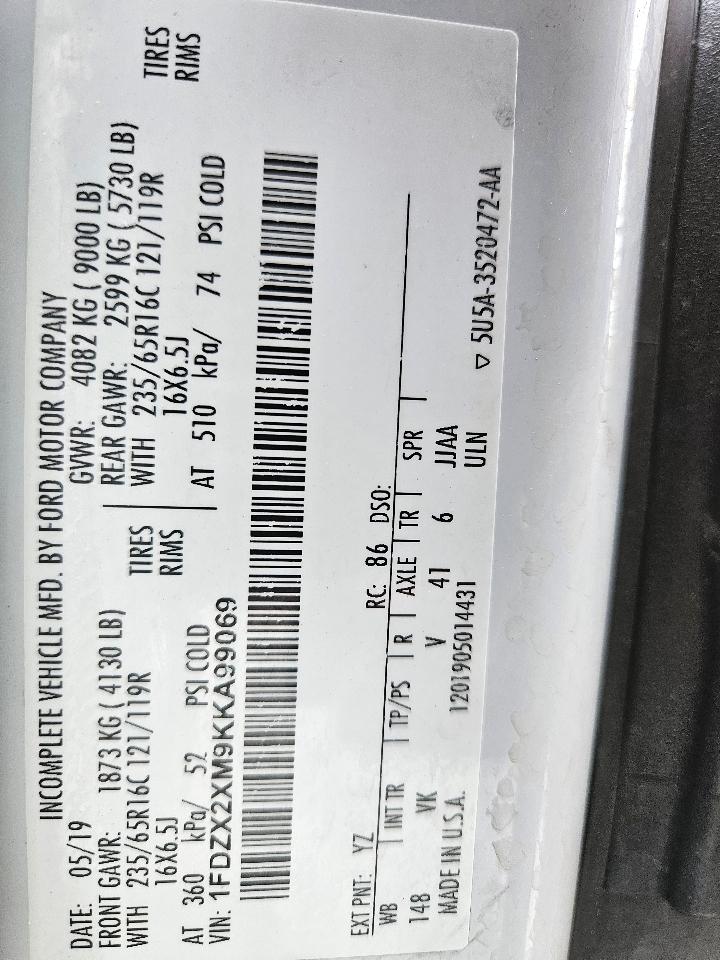 INCOMPLETE VEHICLE MFD. BY FORD MOTOR COMPANY
DATE: 05/19 GVWR: 4082 KG ( 9000 LB)
FRONT GAWR: 1873 KG ( 4130 LB) REAR GAWR: 2599 KG ( 5730 LB)
WITH 235/65R16C 121/119R TIRES WITH 235/65R16C 121/119R TIRES
16X6.5J RIMS 16X6.5J RIMS
AT 360 kPa/ 52 PSI COLD AT 510 kPa/ 74 PSI COLD
VIN: 1FDZX2XM9KKA99069
EXT PNT: YZ RC: 86 DSO:
WB INT TR TP/PS R AXLE TR SPR
148 VK V 41 6 JJAA
MADE IN U.S.A. 1201905014431 ULN
▽ 5U5A-3520472-AA